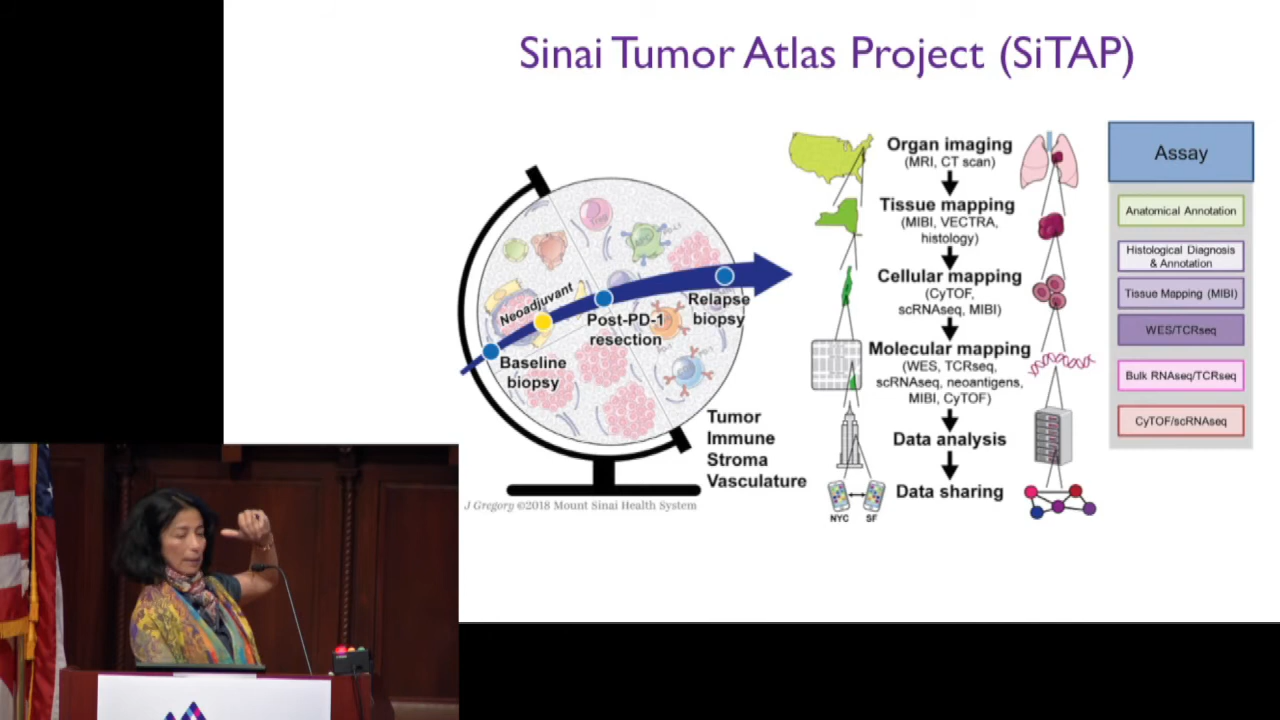 Sinai Tumor Atlas Project (SiTAP)
Neoadjuvant
Baseline
biopsy
Post-PD-1
resection
Relapse
biopsy
Tumor
Immune
Stroma
Vasculature
J Gregory ©2018 Mount Sinai Health System
Organ imaging
(MRI, CT scan)
Tissue mapping
(MIBI, VECTRA,
histology)
Cellular mapping
(CyTOF,
scRNAseq, MIBI)
Molecular mapping
(WES, TCRseq,
scRNAseq, neoantigens,
MIBI, CyTOF)
Data analysis
Data sharing
NYC
SF
Assay
Anatomical Annotation
Histological Diagnosis
& Annotation
Tissue Mapping (MIBI)
WES/TCRseq
Bulk RNAseq/TCRseq
CyTOF/scRNAseq